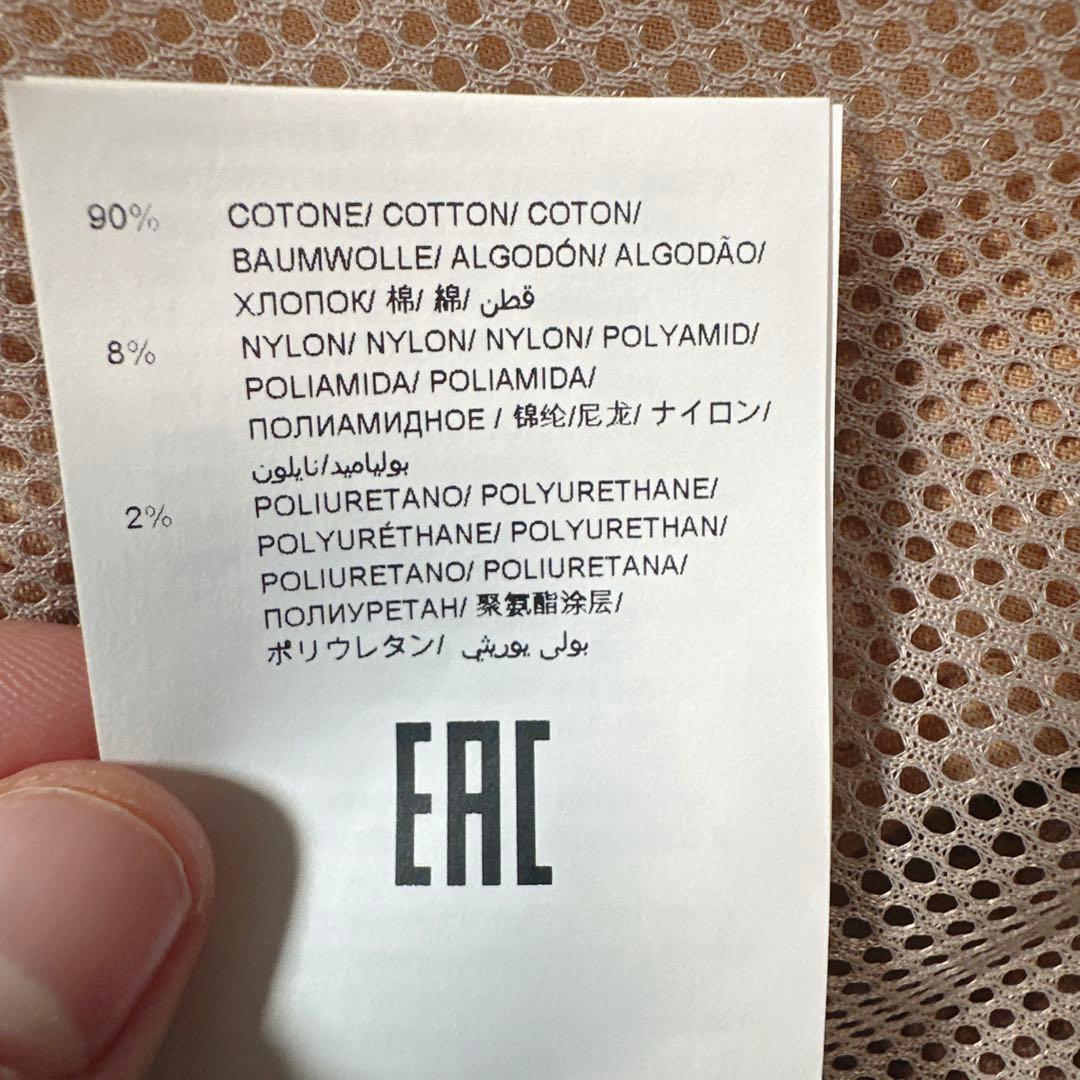 90% COTONE/ COTTON/ COTON/
BAUMWOLLE/ ALGODÓN/ ALGODÃO/
ХЛОПОК/ 棉/ 綿/ قطن
8% NYLON/ NYLON/ NYLON/ POLYAMID/
POLIAMIDA/ POLIAMIDA/
ПОЛИАМИДНОЕ / 锦纶/尼龙/ ナイロン/
بولياميد/نايلون
2% POLIURETANO/ POLYURETHANE/
POLYURÉTHANE/ POLYURETHAN/
POLIURETANO/ POLIURETANA/
ПОЛИУРЕТАН/ 聚氨酯涂层/
ポリウレタン/ بولى يوريثي
EAC